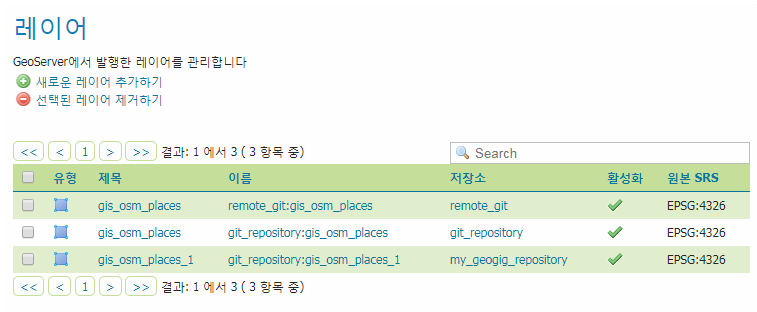 레이어
GeoServer에서 발행한 레이어를 관리합니다
새로운 레이어 추가하기
선택된 레이어 제거하기
<< < 1 > >> 결과: 1 에서 3 ( 3 항목 중) Search
유형 제목 이름 저장소 활성화 원본 SRS
gis_osm_places remote_git:gis_osm_places remote_git EPSG:4326
gis_osm_places git_repository:gis_osm_places git_repository EPSG:4326
gis_osm_places_1 git_repository:gis_osm_places_1 my_geogig_repository EPSG:4326
<< < 1 > >> 결과: 1 에서 3 ( 3 항목 중)